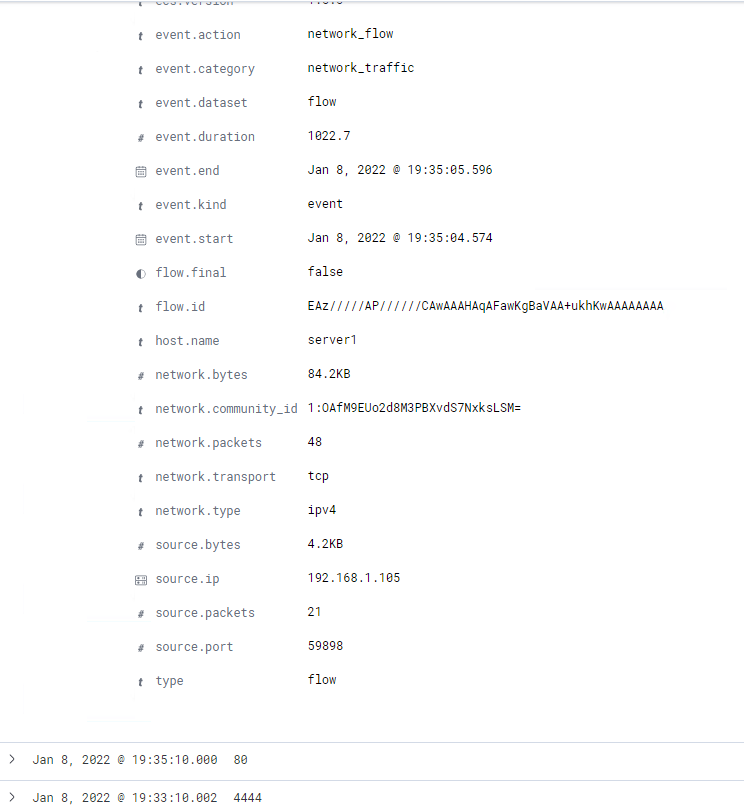 t event.action network_flow
t event.category network_traffic
t event.dataset flow
# event.duration 1022.7
event.end Jan 8, 2022 @ 19:35:05.596
t event.kind event
event.start Jan 8, 2022 @ 19:35:04.574
flow.final false
t flow.id EAz/////AP//////CAwAAAHAqAFawKgBaVAA+ukhKwAAAAAAAA
t host.name server1
# network.bytes 84.2KB
t network.community_id 1:OAfM9EUo2d8M3PBXvdS7NxksLSM=
# network.packets 48
t network.transport tcp
t network.type ipv4
# source.bytes 4.2KB
source.ip 192.168.1.105
# source.packets 21
# source.port 59898
t type flow
Jan 8, 2022 @ 19:35:10.000 80
Jan 8, 2022 @ 19:33:10.002 4444